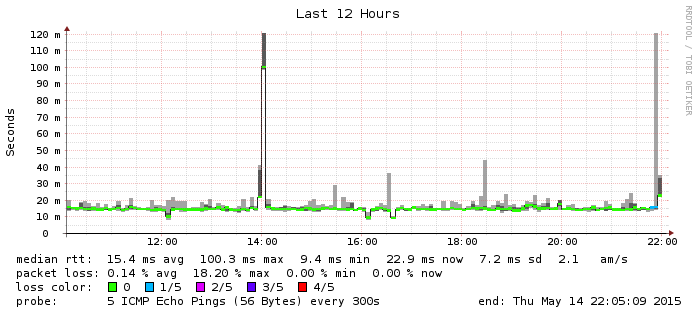 Last 12 Hours
RRDTOOL / TOBI OETIKER
Seconds
120 m
110 m
100 m
90 m
80 m
70 m
60 m
50 m
40 m
30 m
20 m
10 m
0
12:00 14:00 16:00 18:00 20:00 22:00
median rtt: 15.4 ms avg 100.3 ms max 9.4 ms min 22.9 ms now 7.2 ms sd 2.1 am/s
packet loss: 0.14 % avg 18.20 % max 0.00 % min 0.00 % now
loss color: 0 1/5 2/5 3/5 4/5
probe: 5 ICMP Echo Pings (56 Bytes) every 300s end: Thu May 14 22:05:09 2015